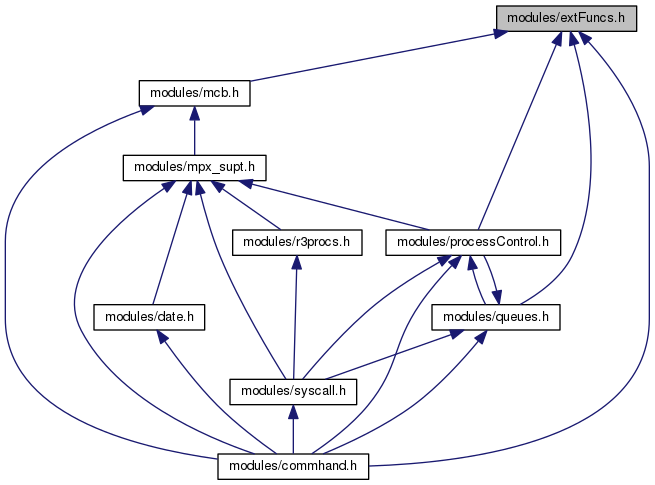 modules/extFuncs.h
modules/mcb.h
modules/mpx_supt.h
modules/r3procs.h
modules/processControl.h
modules/date.h
modules/queues.h
modules/syscall.h
modules/commhand.h